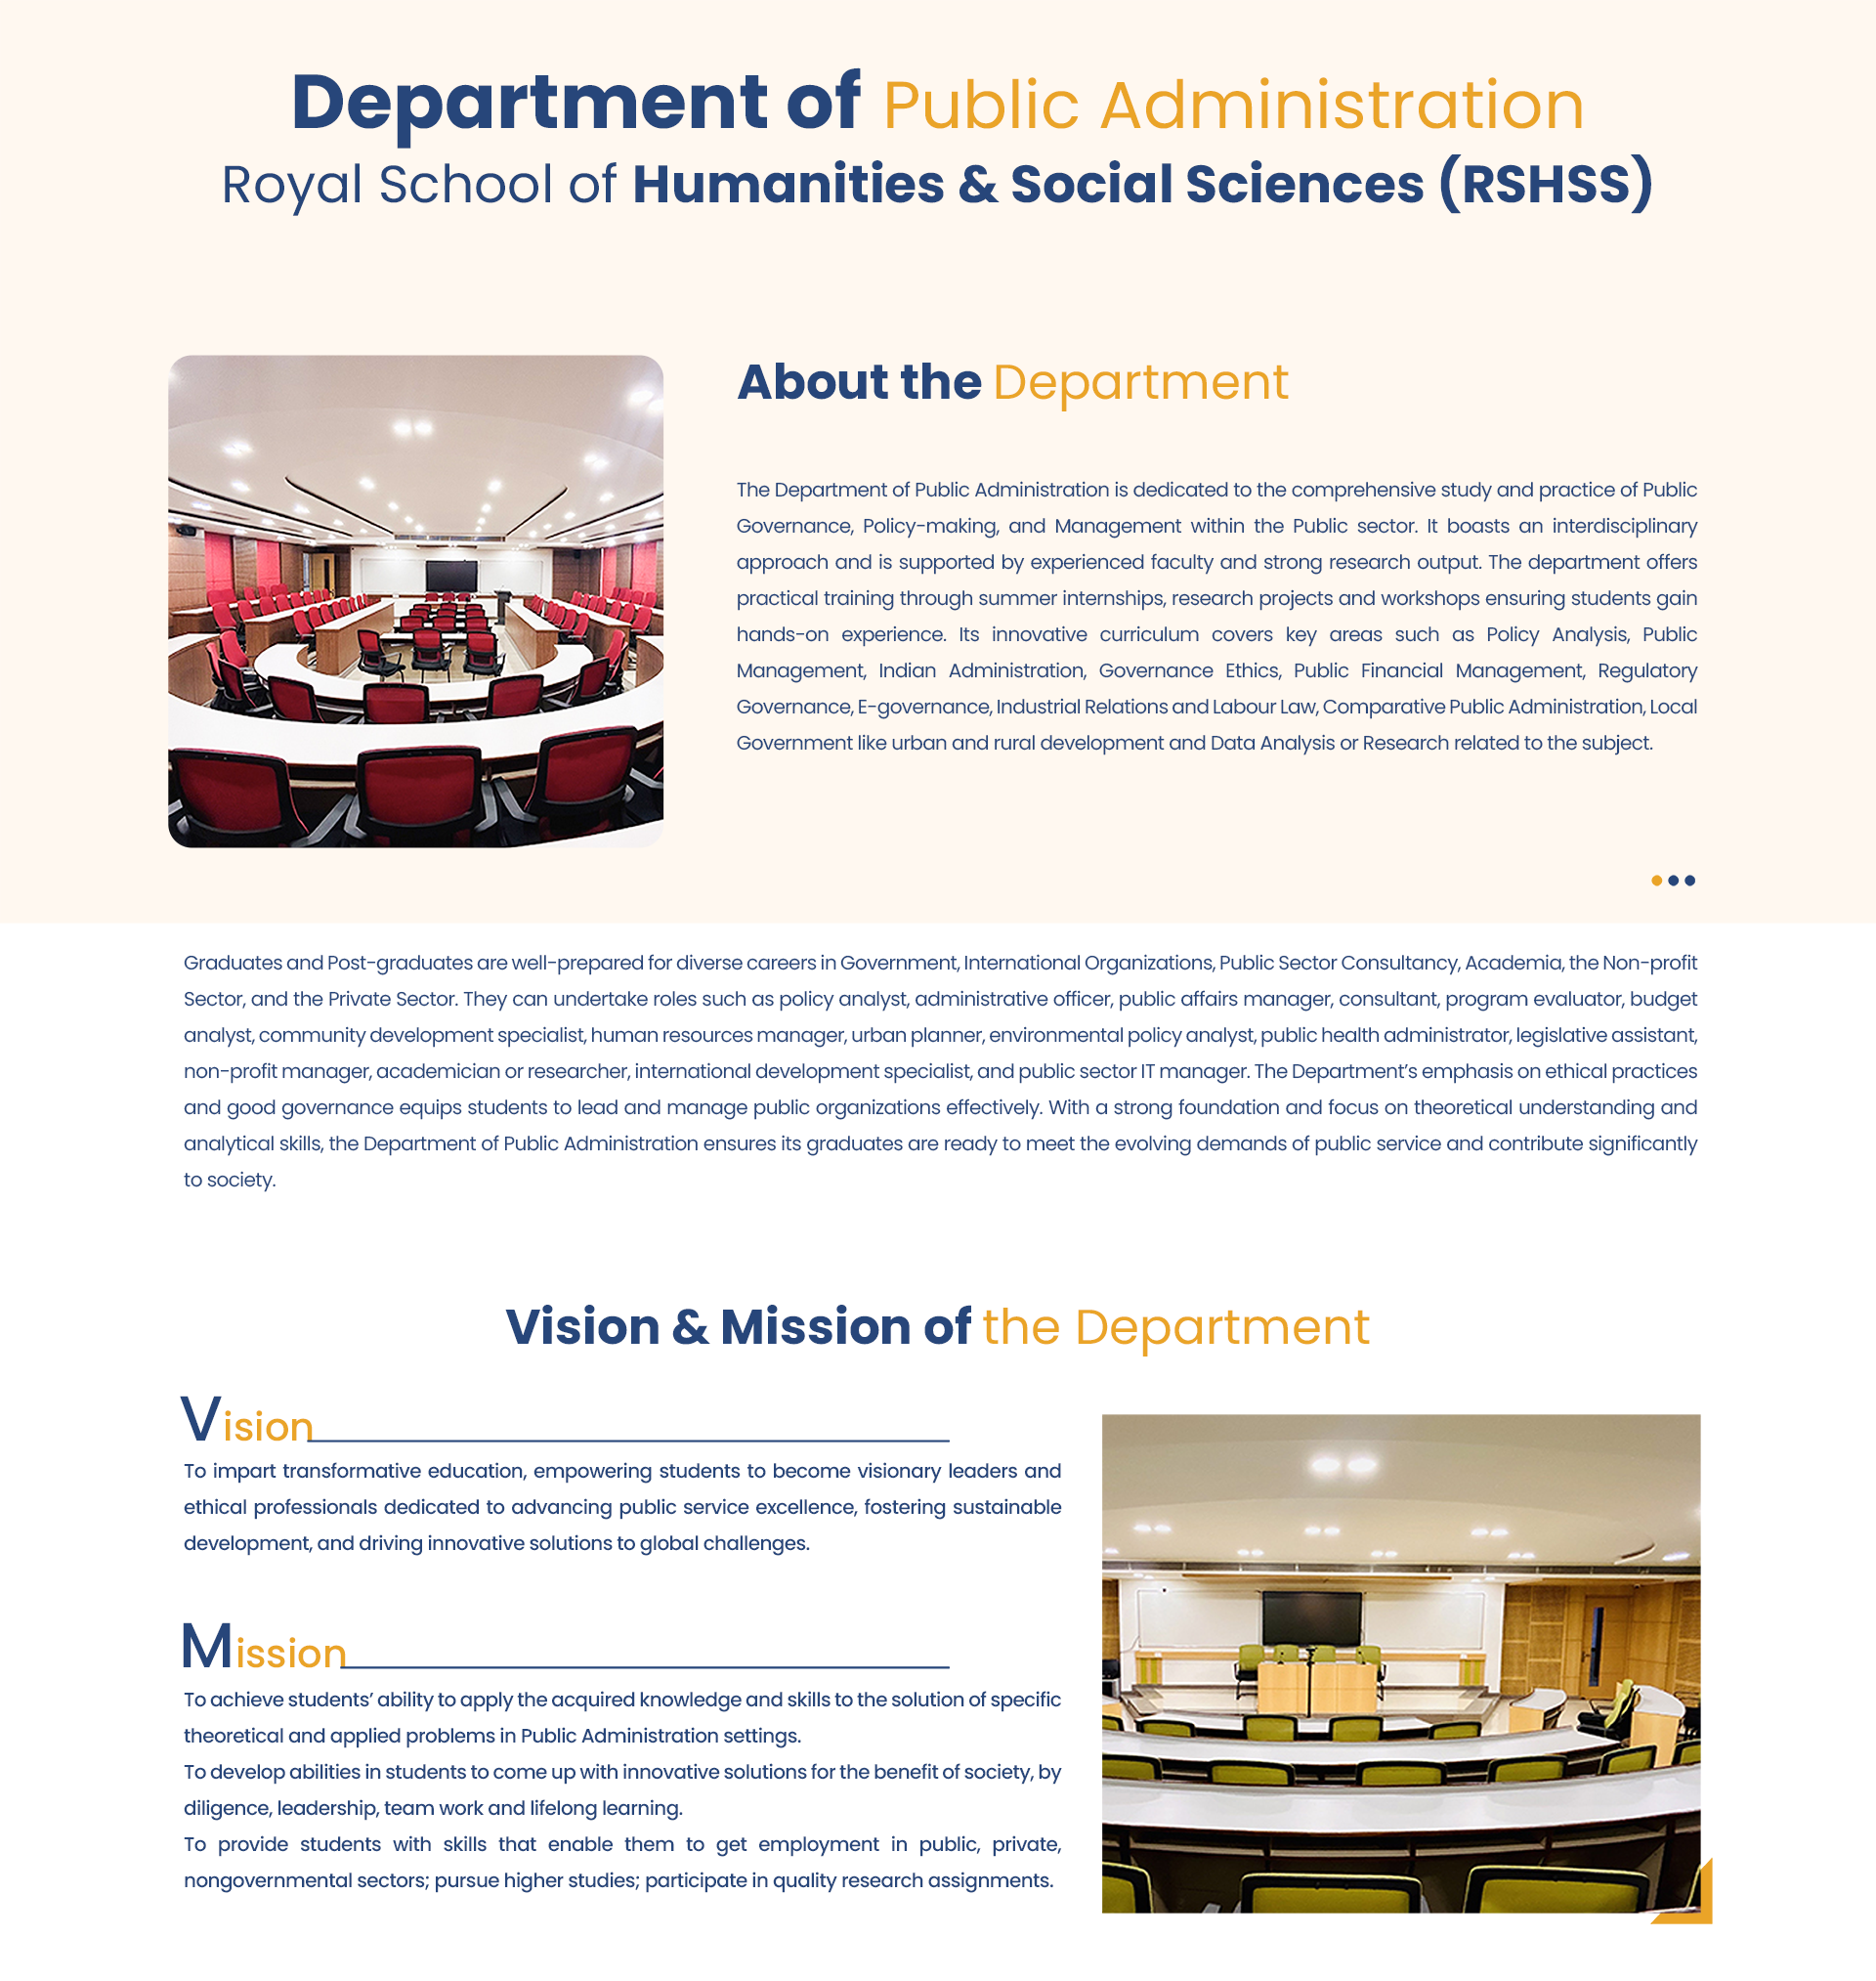 Department of Public Administration
Royal School of Humanities & Social Sciences (RSHSS)
About the Department
The Department of Public Administration is dedicated to the comprehensive study and practice of Public
Governance, Policy-making, and Management within the Public sector. It boasts an interdisciplinary
approach and is supported by experienced faculty and strong research output. The department offers
practical training through summer internships, research projects and workshops ensuring students gain
hands-on experience. Its innovative curriculum covers key areas such as Policy Analysis, Public
Management, Indian Administration, Governance Ethics, Public Financial Management, Regulatory
Governance, E-governance, Industrial Relations and Labour Law, Comparative Public Administration, Local
Government like urban and rural development and Data Analysis or Research related to the subject.
Graduates and Post-graduates are well-prepared for diverse careers in Government, International Organizations, Public Sector Consultancy, Academia, the Non-profit
Sector, and the Private Sector. They can undertake roles such as policy analyst, administrative officer, public affairs manager, consultant, program evaluator, budget
analyst, community development specialist, human resources manager, urban planner, environmental policy analyst, public health administrator, legislative assistant,
non-profit manager, academician or researcher, international development specialist, and public sector IT manager. The Department’s emphasis on ethical practices
and good governance equips students to lead and manage public organizations effectively. With a strong foundation and focus on theoretical understanding and
analytical skills, the Department of Public Administration ensures its graduates are ready to meet the evolving demands of public service and contribute significantly
to society.
Vision & Mission of the Department
Vision
To impart transformative education, empowering students to become visionary leaders and
ethical professionals dedicated to advancing public service excellence, fostering sustainable
development, and driving innovative solutions to global challenges.
Mission
To achieve students’ ability to apply the acquired knowledge and skills to the solution of specific
theoretical and applied problems in Public Administration settings.
To develop abilities in students to come up with innovative solutions for the benefit of society, by
diligence, leadership, team work and lifelong learning.
To provide students with skills that enable them to get employment in public, private,
nongovernmental sectors; pursue higher studies; participate in quality research assignments.